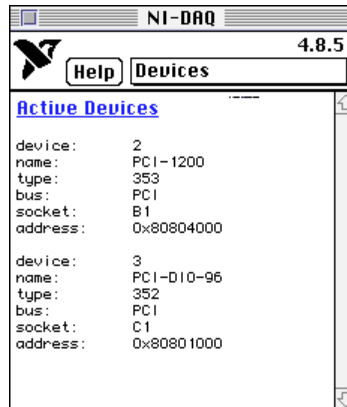 NI-DAQ
4.8.5
Help Devices
Active Devices
device: 2
name: PCI-1200
type: 353
bus: PCI
socket: B1
address: 0x80804000
device: 3
name: PCI-DIO-96
type: 352
bus: PCI
socket: C1
address: 0x80801000